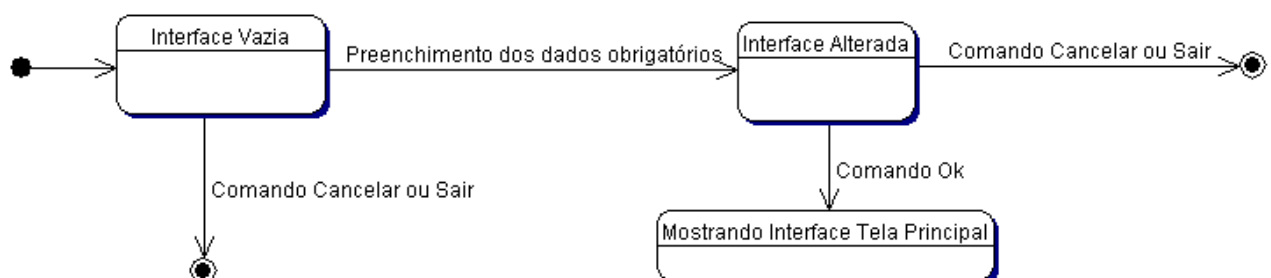 Interface Vazia
Preenchimento dos dados obrigatórios
Interface Alterada
Comando Cancelar ou Sair
Comando Cancelar ou Sair
Comando Ok
Mostrando Interface Tela Principal